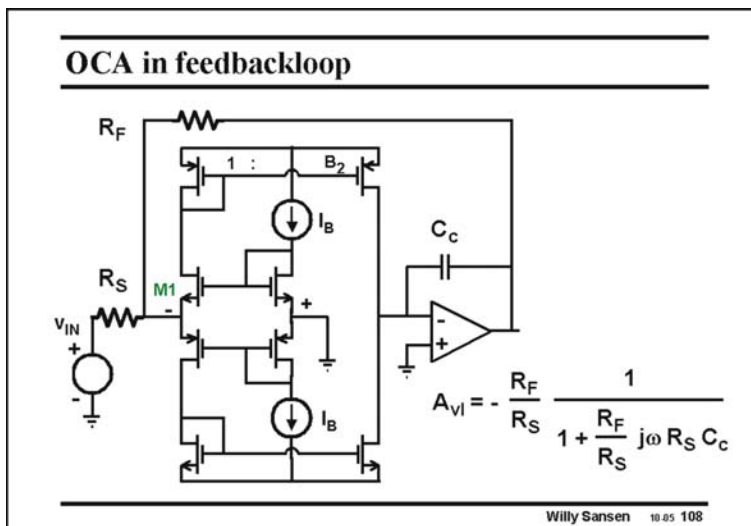 OCA in feedbackloop
R_F
1 : B_2
I_B
C_c
R_S
M1
-
+
v_IN
+
-
-
+
I_B
A_vl = - R_F/R_S 1/(1 + R_F/R_S jω R_S C_c)
Willy Sansen 10-05 108